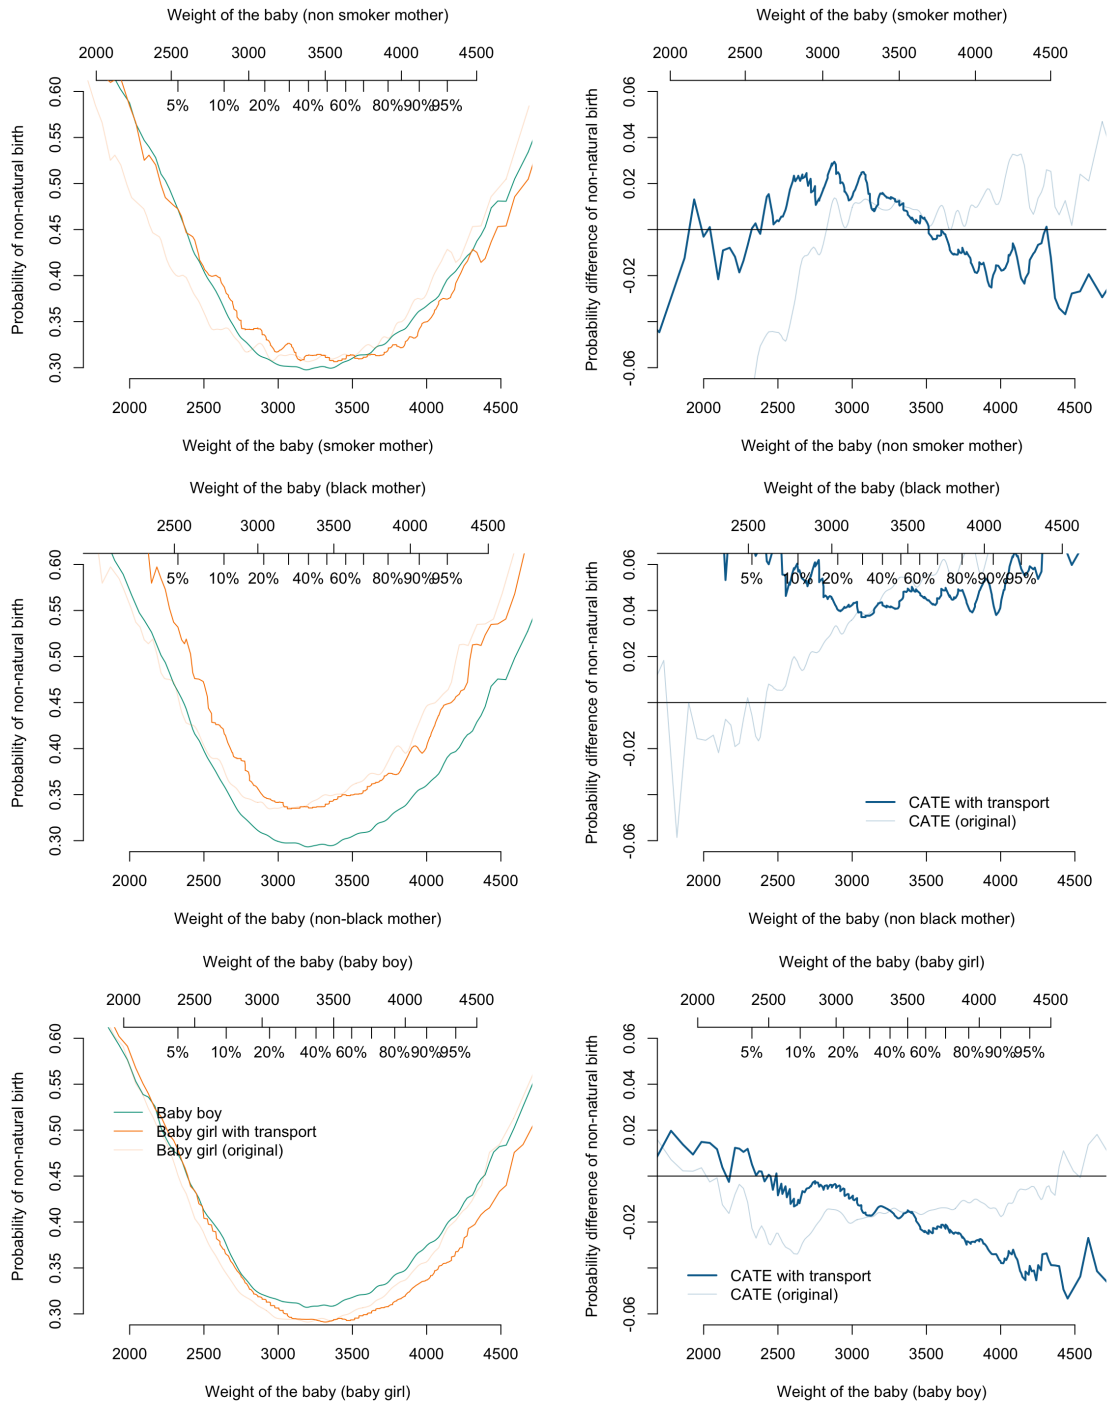 Weight of the baby (non smoker mother)
2000 2500 3000 3500 4000 4500
5% 10% 20% 40% 60% 80% 90% 95%
Probability of non-natural birth
0.30 0.35 0.40 0.45 0.50 0.55 0.60
2000 2500 3000 3500 4000 4500
Weight of the baby (smoker mother)
Weight of the baby (smoker mother)
2000 2500 3000 3500 4000 4500
Probability difference of non-natural birth
-0.06 -0.02 0.02 0.04 0.06
2000 2500 3000 3500 4000 4500
Weight of the baby (non smoker mother)
Weight of the baby (black mother)
2500 3000 3500 4000 4500
5% 10% 20% 40% 60% 80% 90% 95%
Probability of non-natural birth
0.30 0.35 0.40 0.45 0.50 0.55 0.60
2000 2500 3000 3500 4000 4500
Weight of the baby (non-black mother)
Weight of the baby (black mother)
2500 3000 3500 4000 4500
5% 10% 20% 40% 60% 80% 90% 95%
Probability difference of non-natural birth
-0.06 -0.02 0.02 0.04 0.06
CATE with transport
CATE (original)
2000 2500 3000 3500 4000 4500
Weight of the baby (non black mother)
Weight of the baby (baby boy)
2000 2500 3000 3500 4000 4500
5% 10% 20% 40% 60% 80% 90% 95%
Probability of non-natural birth
0.30 0.35 0.40 0.45 0.50 0.55 0.60
Baby boy
Baby girl with transport
Baby girl (original)
2000 2500 3000 3500 4000 4500
Weight of the baby (baby girl)
Weight of the baby (baby girl)
2000 2500 3000 3500 4000 4500
5% 10% 20% 40% 60% 80% 90% 95%
Probability difference of non-natural birth
-0.06 -0.02 0.02 0.04 0.06
CATE with transport
CATE (original)
2000 2500 3000 3500 4000 4500
Weight of the baby (baby boy)